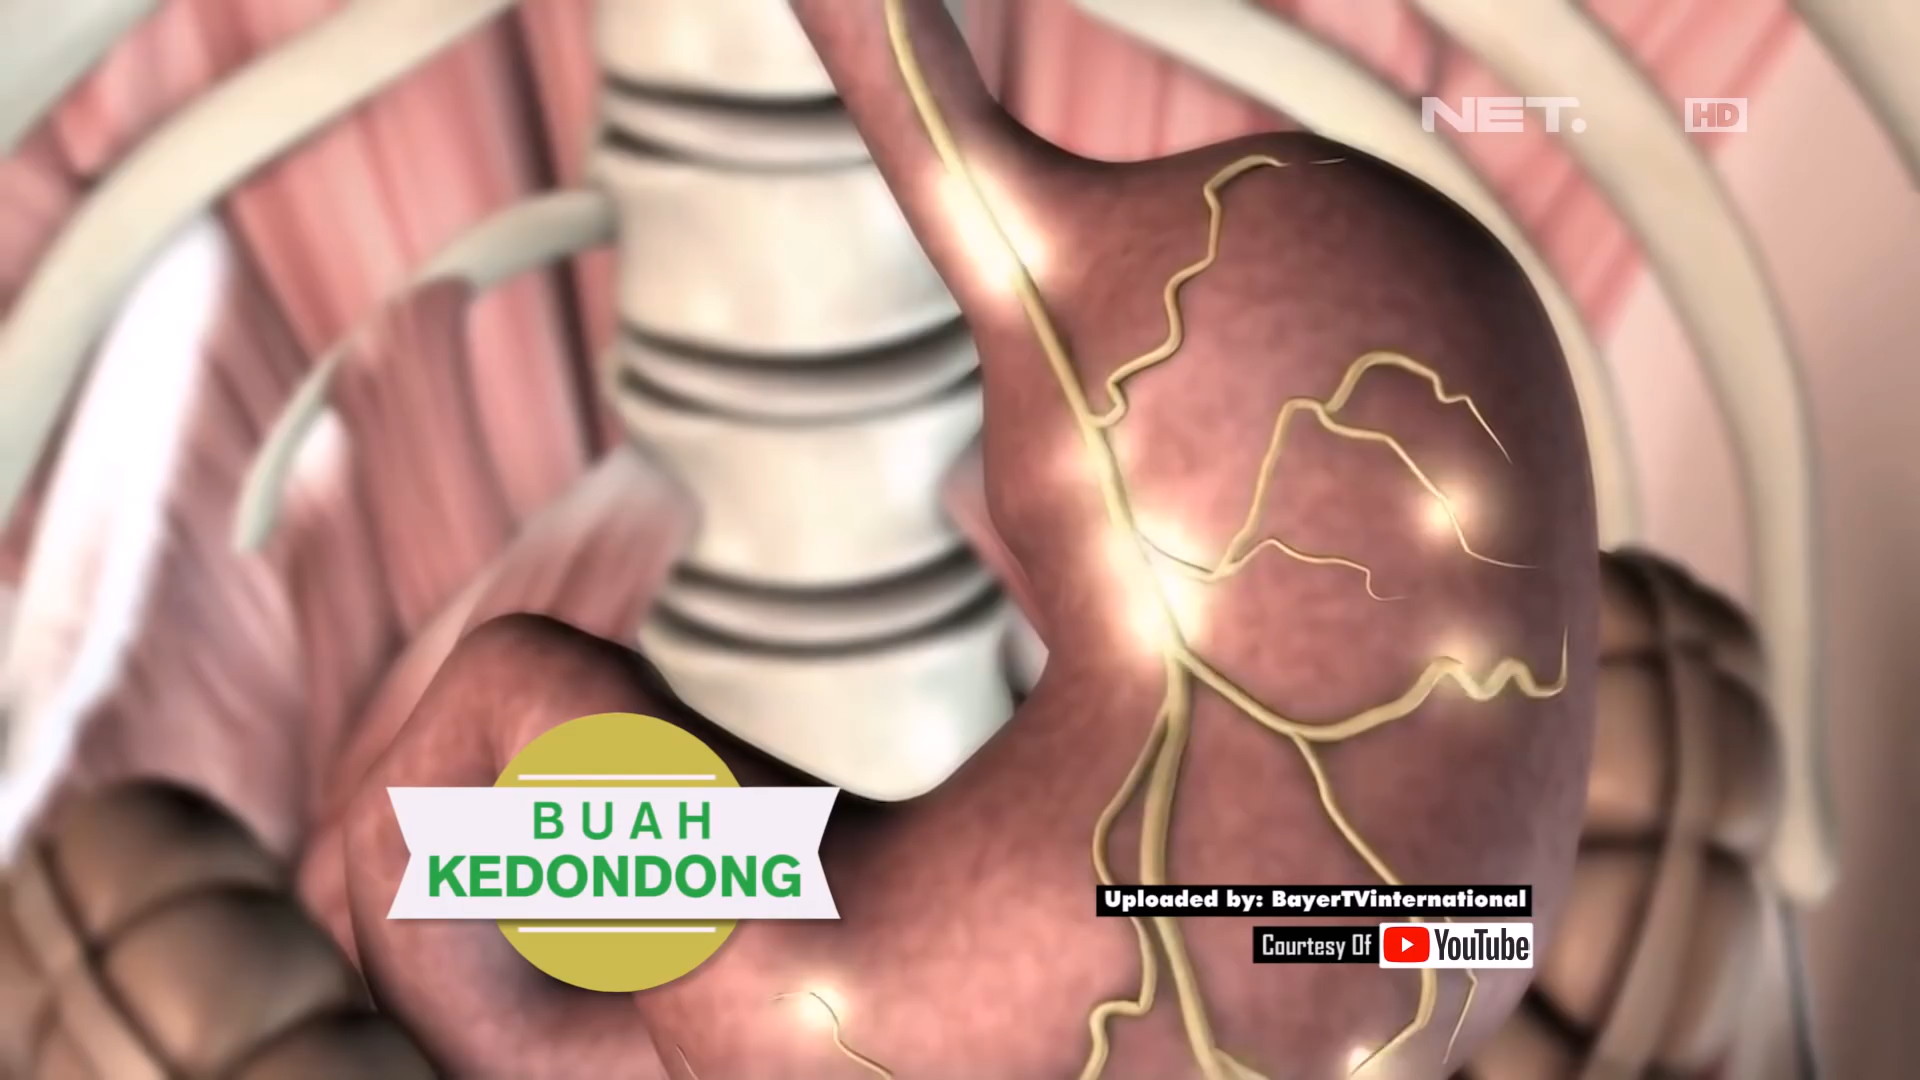 NET. HD
BUAH
KEDONDONG
Uploaded by: BayerTVinternational
Courtesy Of YouTube